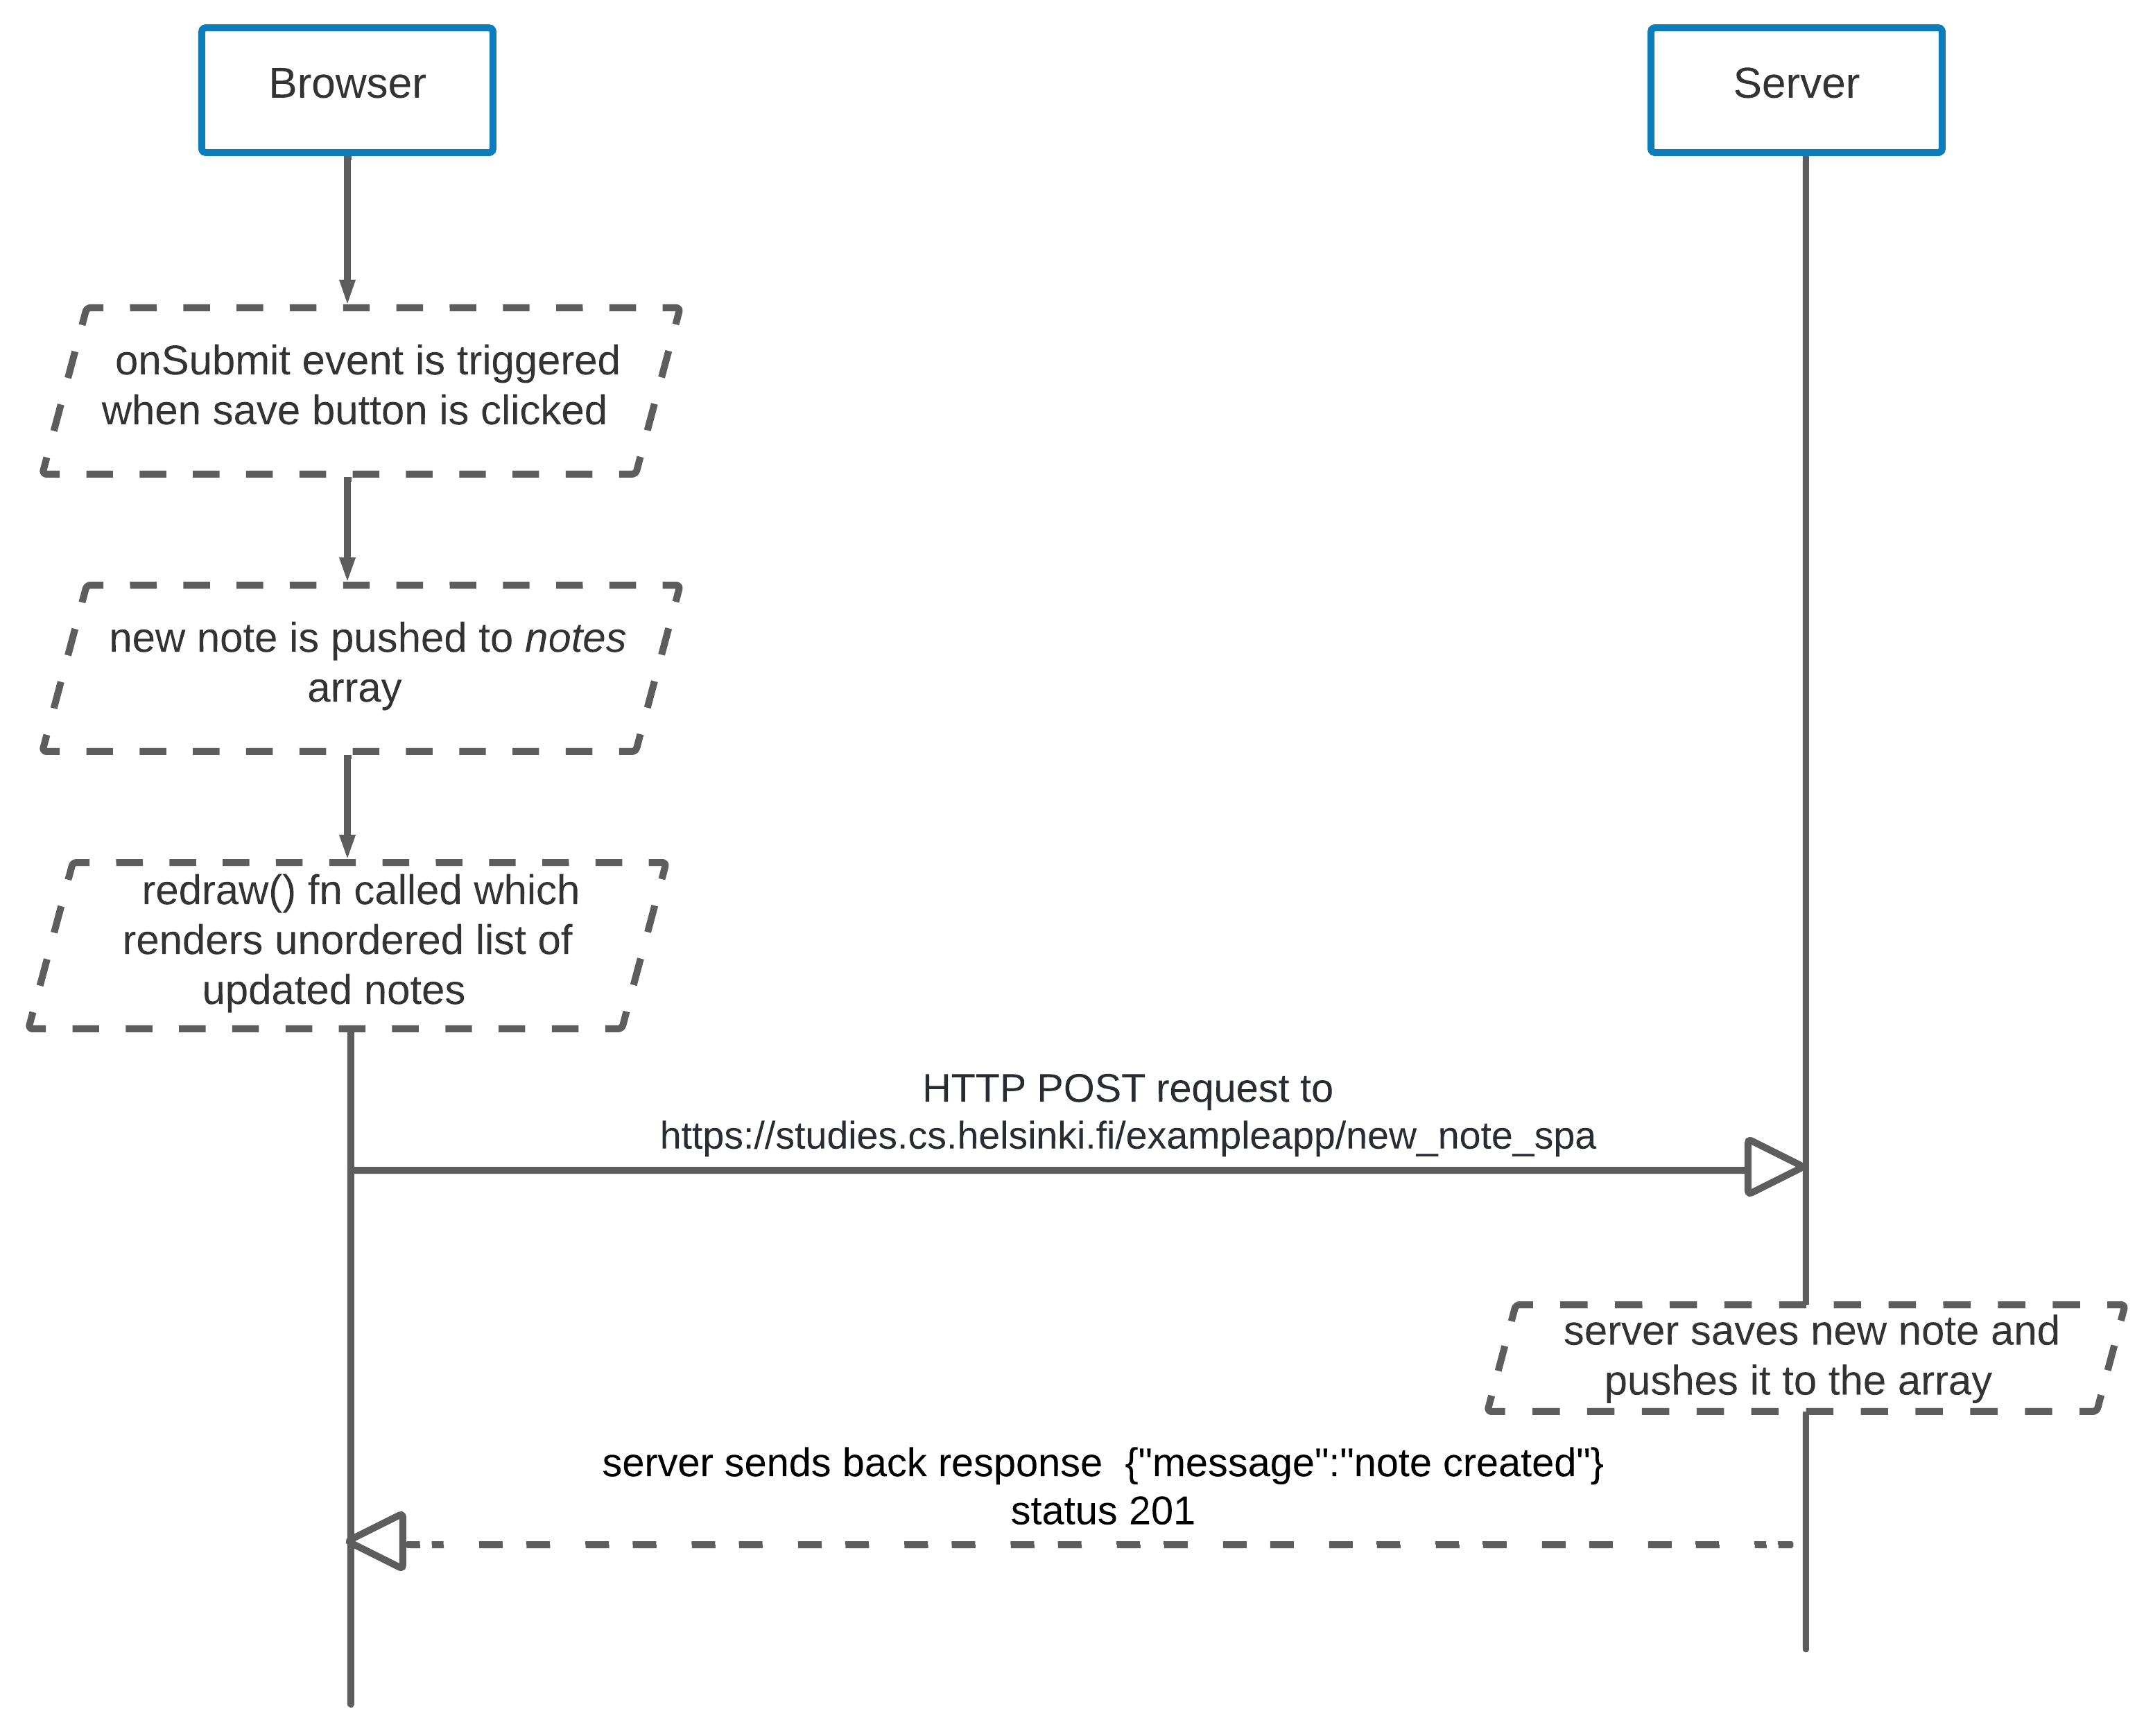 Browser
Server
onSubmit event is triggered
when save button is clicked
new note is pushed to notes
array
redraw() fn called which
renders unordered list of
updated notes
HTTP POST request to
https://studies.cs.helsinki.fi/exampleapp/new_note_spa
server saves new note and
pushes it to the array
server sends back response  {"message":"note created"}
status 201